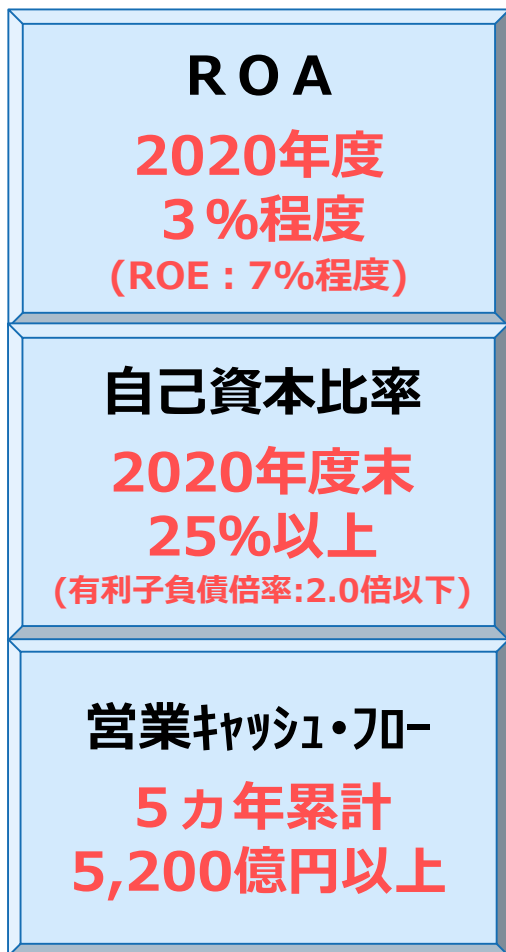 ＲＯＡ
2020年度
３%程度
(ROE：7%程度)
自己資本比率
2020年度末
25%以上
(有利子負債倍率:2.0倍以下)
営業ｷｬｯｼｭ・ﾌﾛｰ
５ヵ年累計
5,200億円以上